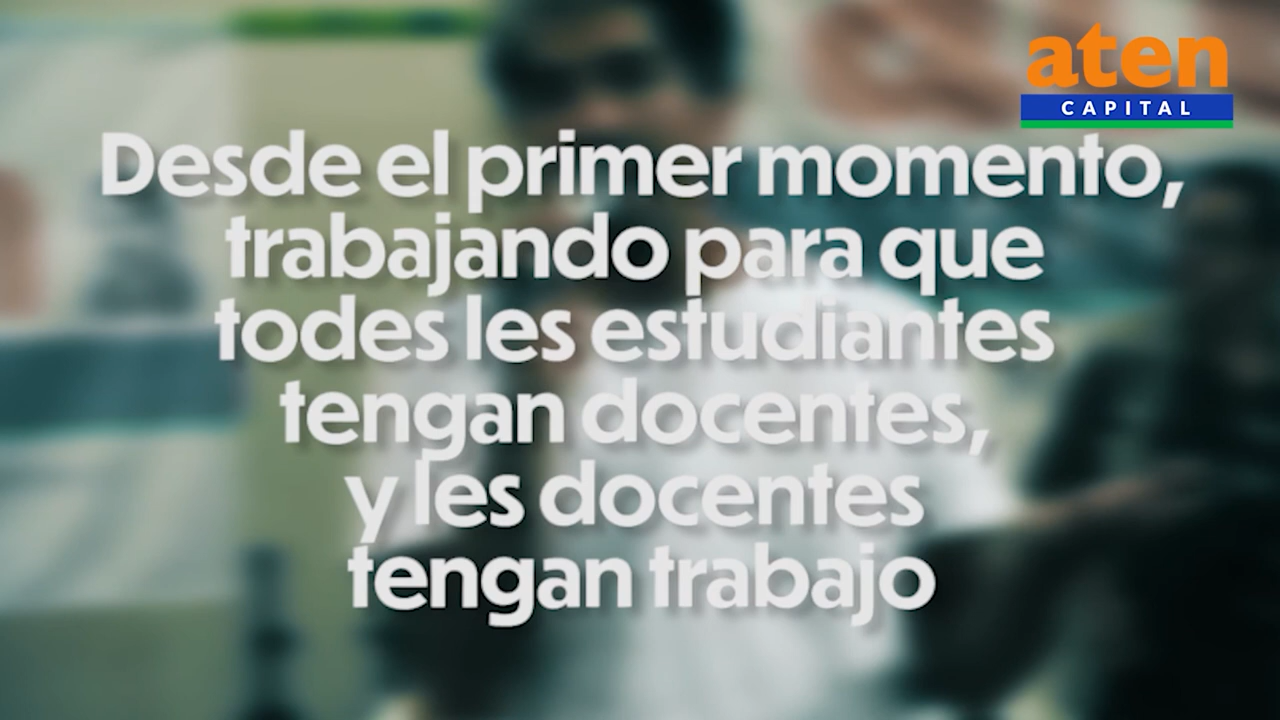 aten
CAPITAL
Desde el primer momento,
trabajando para que
todes les estudiantes
tengan docentes,
y les docentes
tengan trabajo